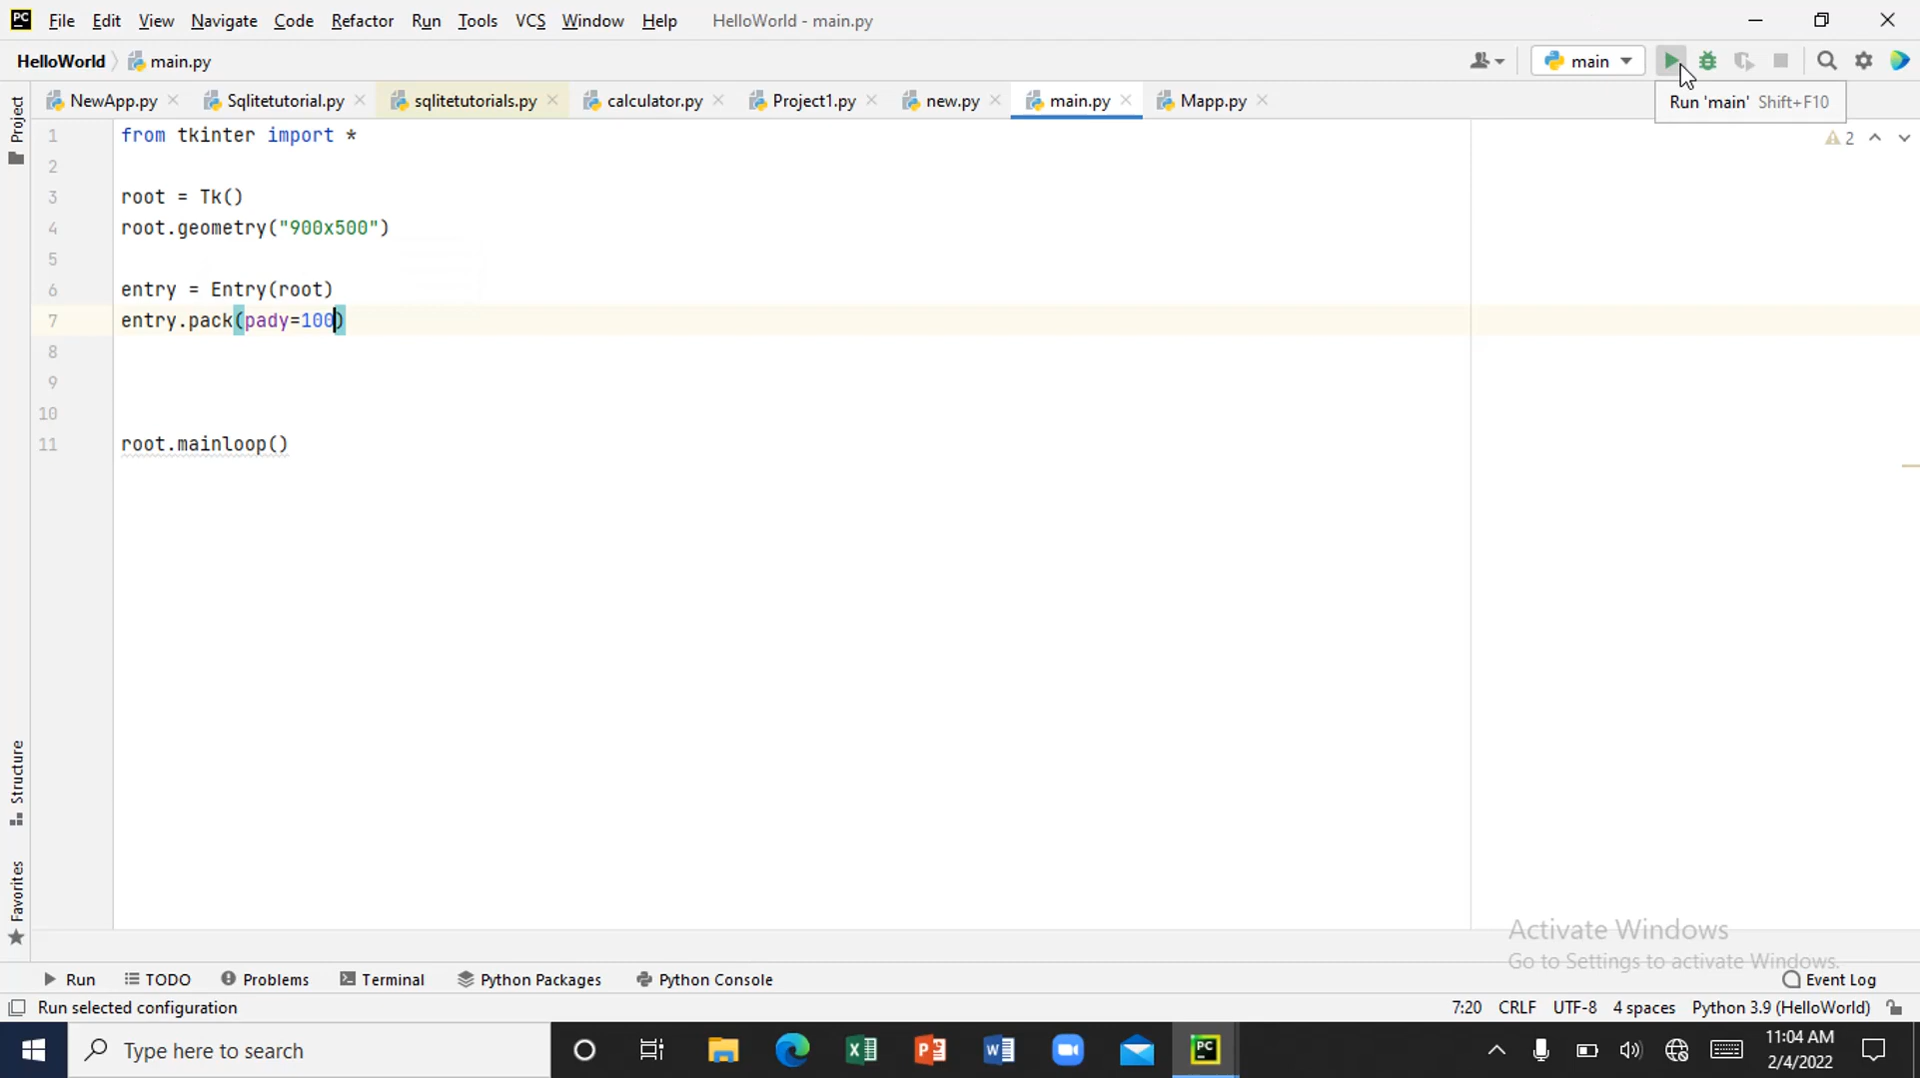 PC File Edit View Navigate Code Refactor Run Tools VCS Window Help HelloWorld - main.py
HelloWorld main.py main
Run 'main' Shift+F10
NewApp.py Sqlitetutorial.py sqlitetutorials.py calculator.py Project1.py new.py main.py Mapp.py
Project
2
1 from tkinter import *
2
3 root = Tk()
4 root.geometry("900x500")
5
6 entry = Entry(root)
7 entry.pack(pady=100)
8
9
10
11 root.mainloop()
Structure
Favorites
Activate Windows
Go to Settings to activate Windows.
Run TODO Problems Terminal Python Packages Python Console Event Log
Run selected configuration 7:20 CRLF UTF-8 4 spaces Python 3.9 (HelloWorld)
Type here to search PC 11:04 AM
2/4/2022